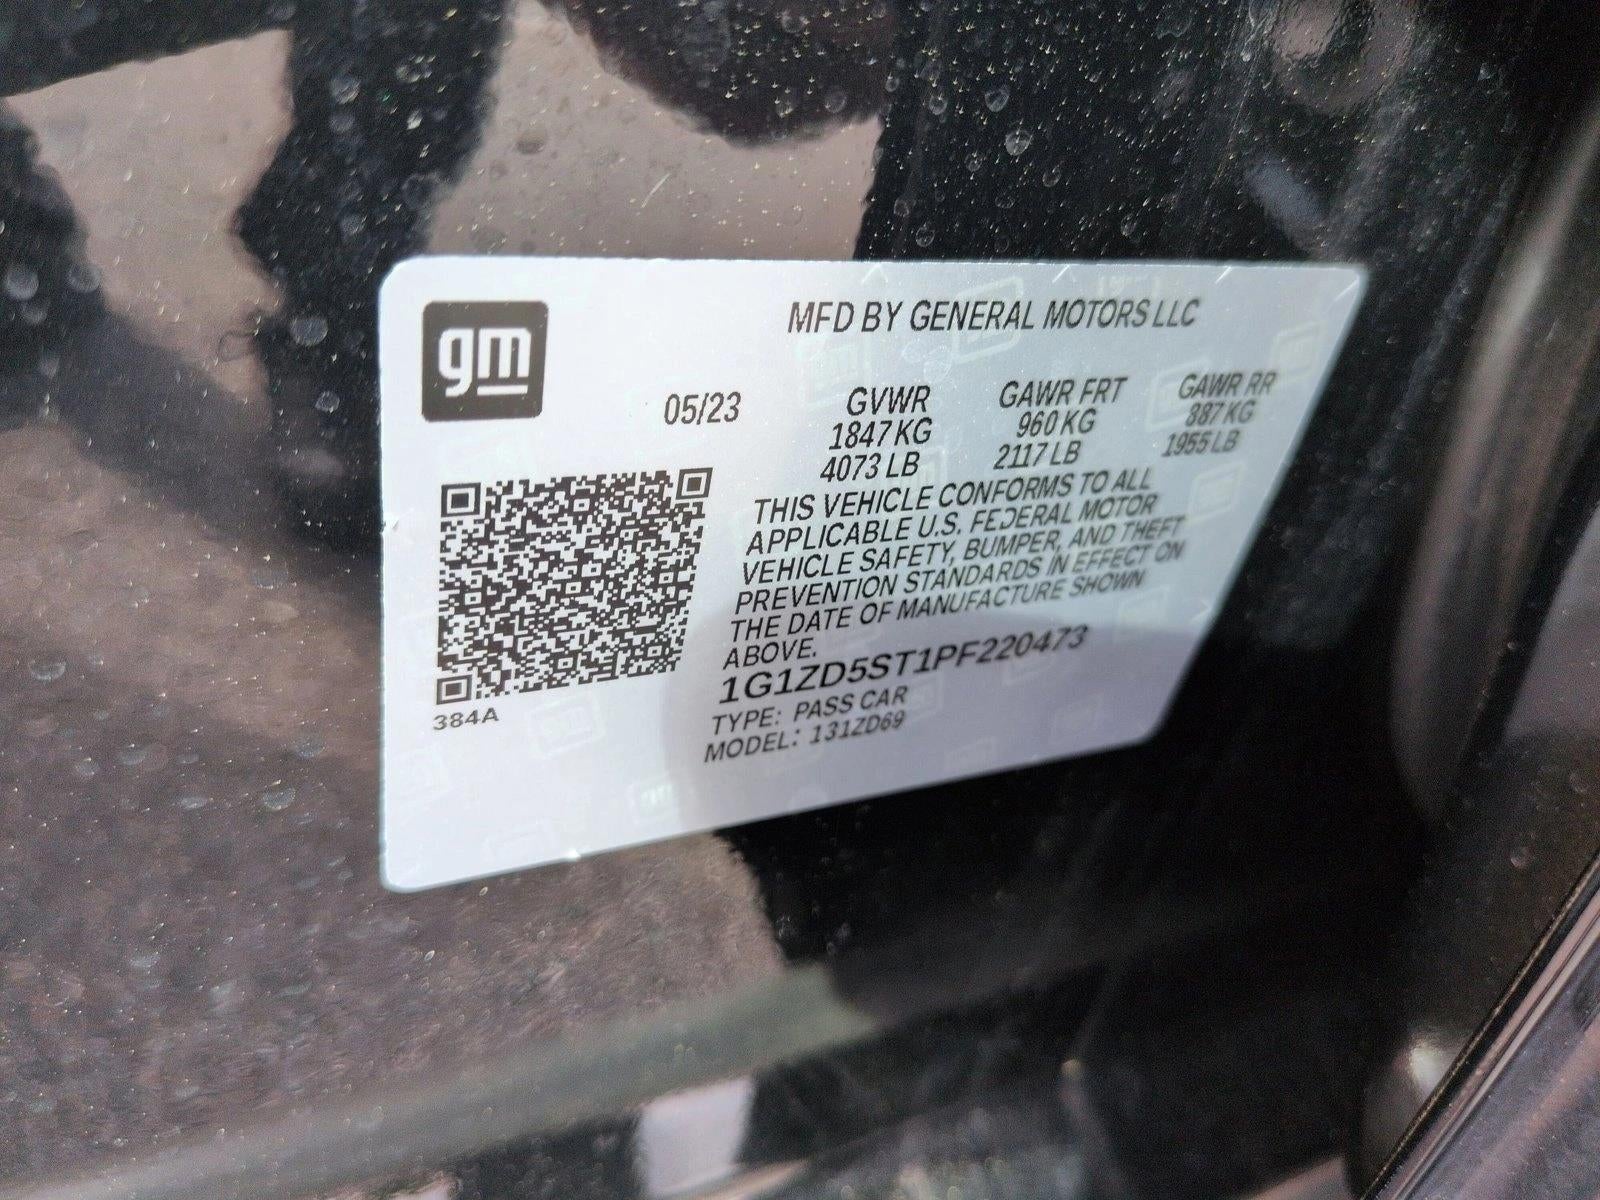 gm
MFD BY GENERAL MOTORS LLC
05/23 GVWR GAWR FRT GAWR RR
1847 KG 960 KG 887 KG
4073 LB 2117 LB 1955 LB
THIS VEHICLE CONFORMS TO ALL
APPLICABLE U.S. FEDERAL MOTOR
VEHICLE SAFETY, BUMPER, AND THEFT
PREVENTION STANDARDS IN EFFECT ON
THE DATE OF MANUFACTURE SHOWN
ABOVE.
1G1ZD5ST1PF220473
TYPE: PASS CAR
MODEL: 131ZD69
384A